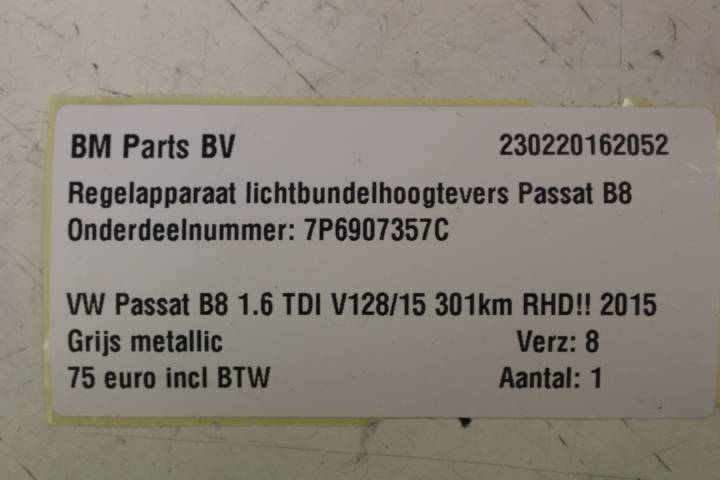 BM Parts BV 230220162052
Regelapparaat lichtbundelhoogtevers Passat B8
Onderdeelnummer: 7P6907357C
VW Passat B8 1.6 TDI V128/15 301km RHD!! 2015
Grijs metallic Verz: 8
75 euro incl BTW Aantal: 1